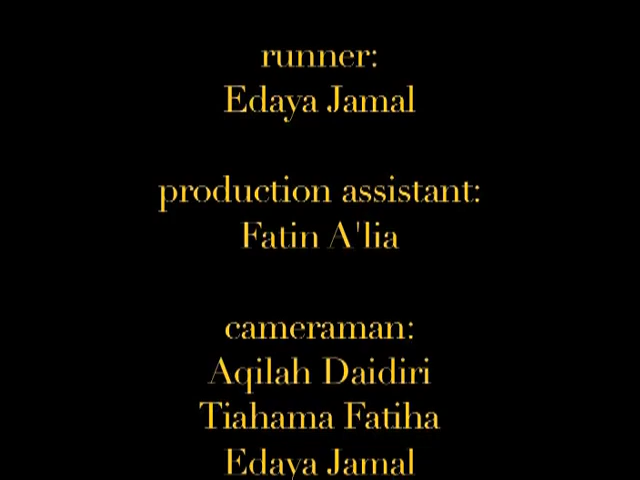 runner:
Edaya Jamal
production assistant:
Fatin A'lia
cameraman:
Aqilah Daidiri
Tiahama Fatiha
Edaya Jamal